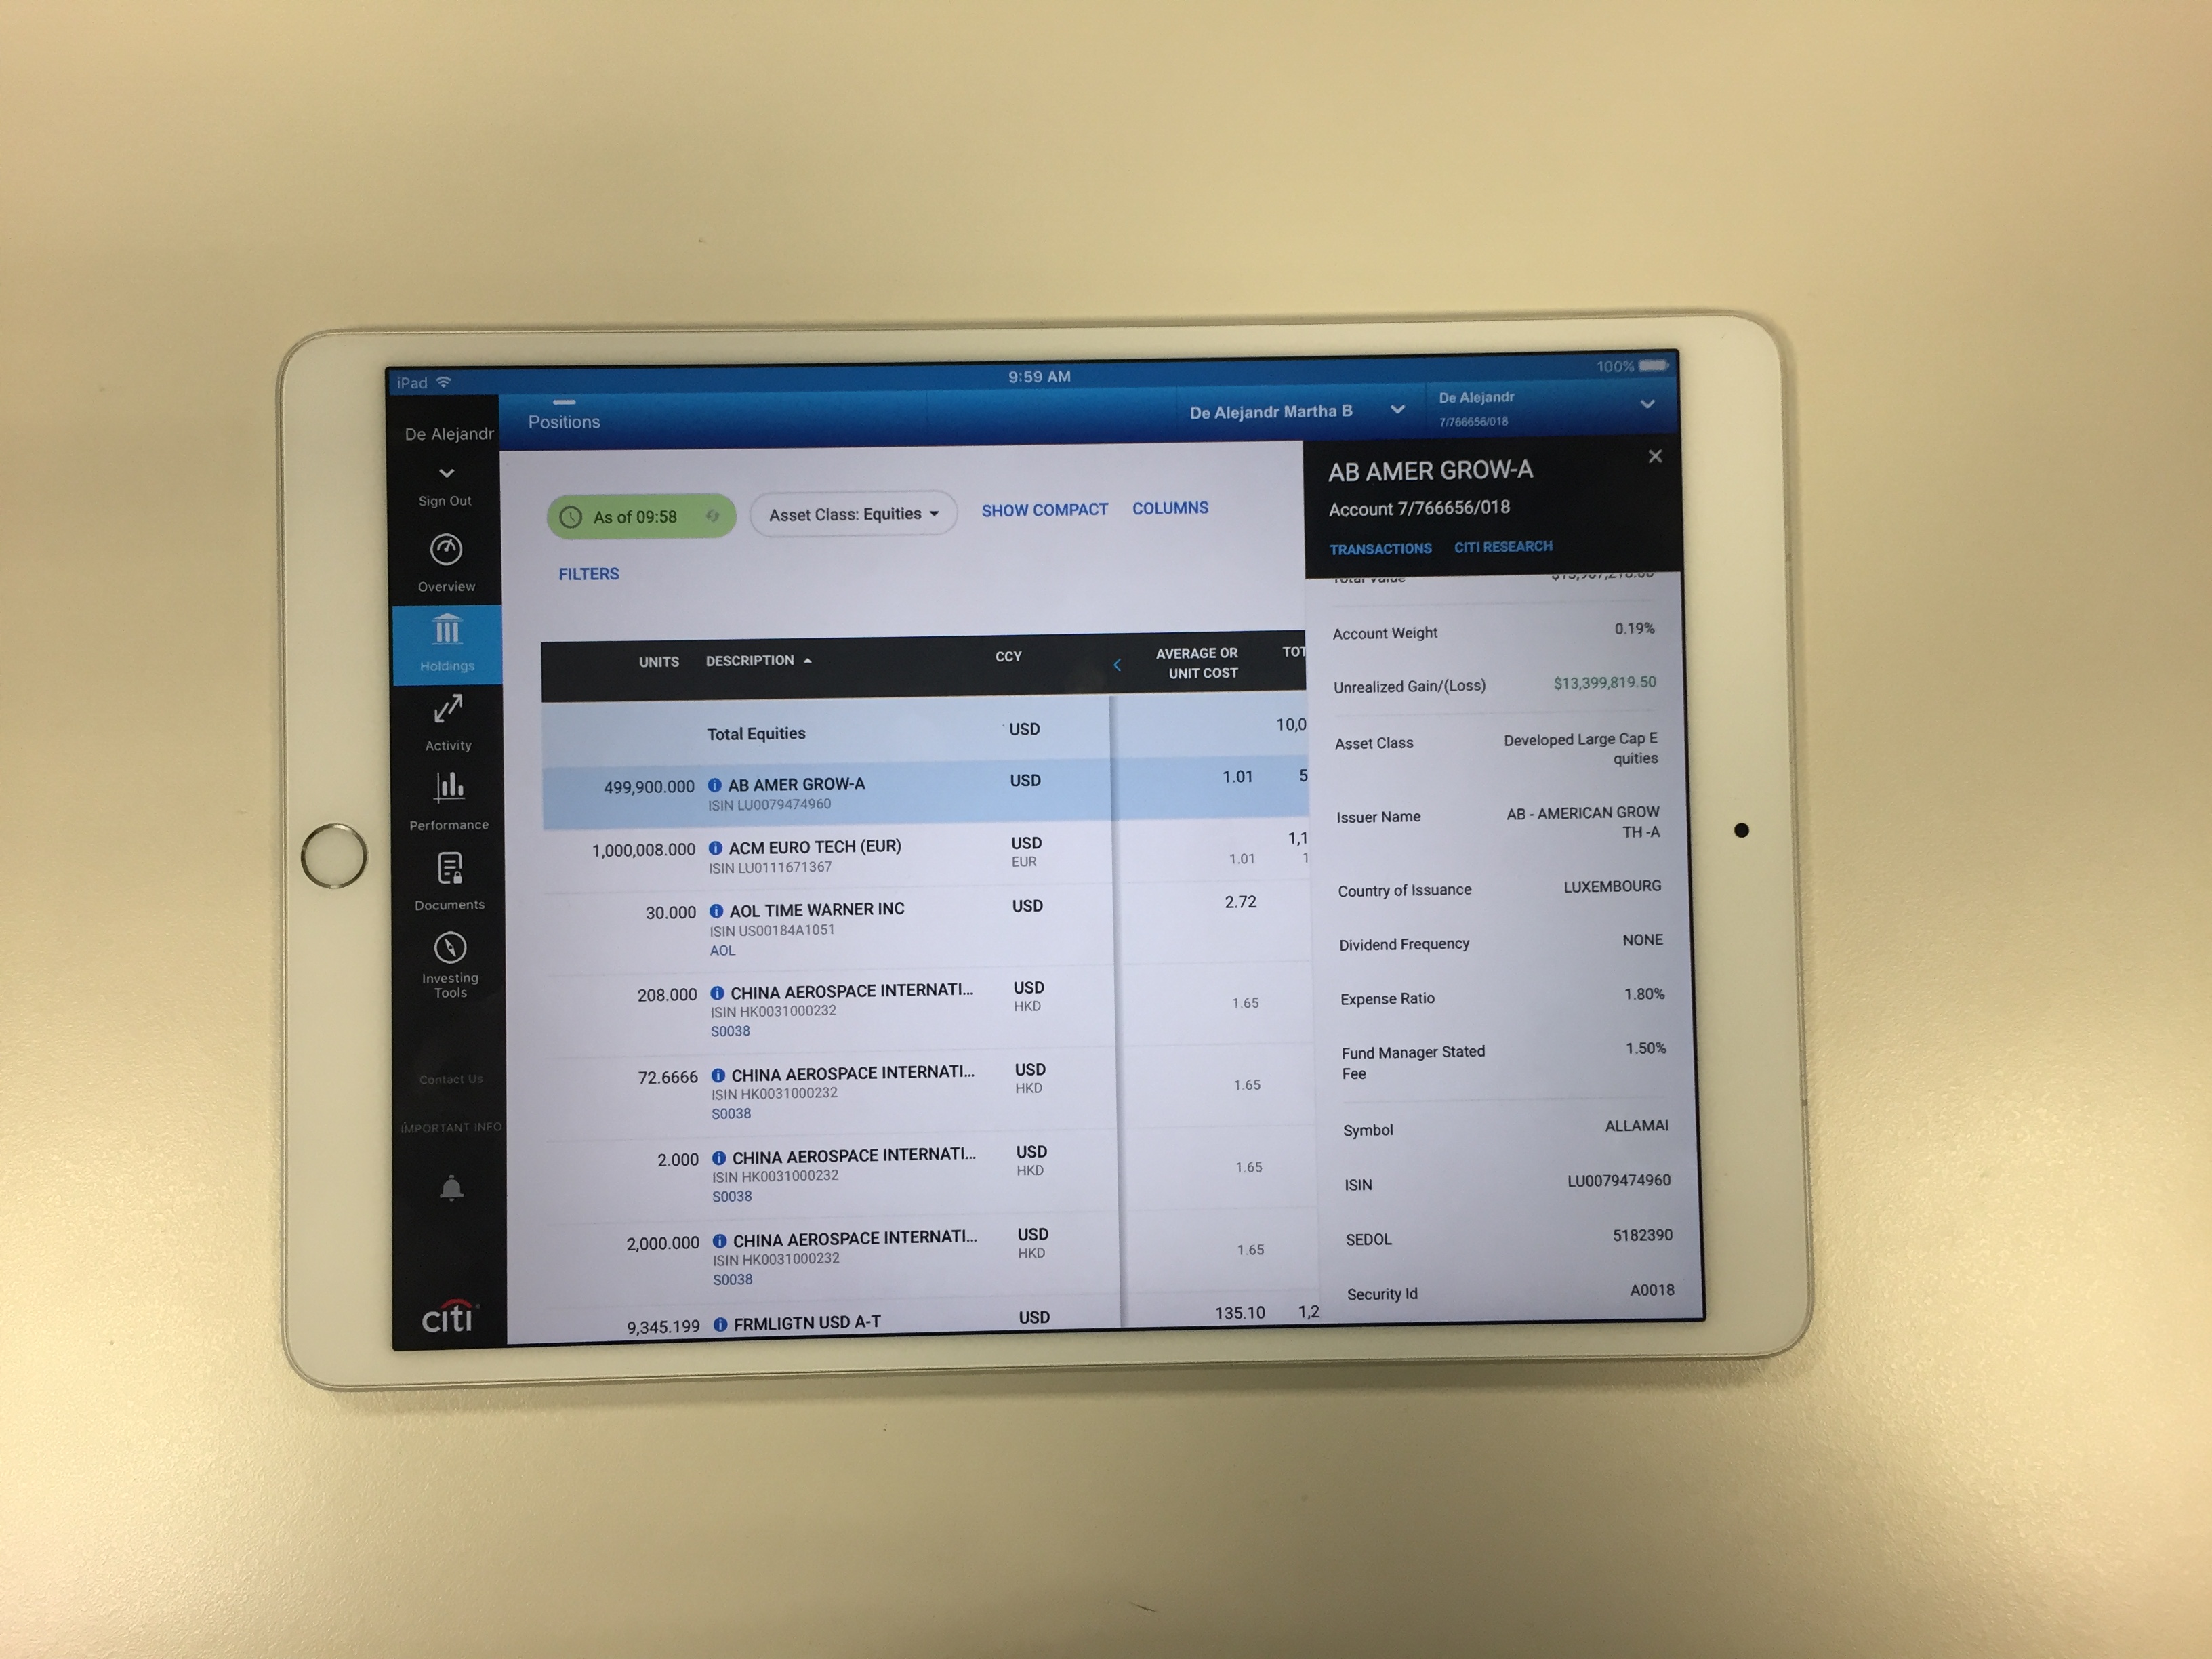 iPad
9:59 AM
100%
De Alejandr
Sign Out
Overview
Holdings
Activity
Performance
Documents
Investing
Tools
Contact Us
IMPORTANT INFO
citi
Positions
De Alejandr Martha B
De Alejandr
7/766656/018
As of 09:58
Asset Class: Equities
SHOW COMPACT
COLUMNS
FILTERS
UNITS DESCRIPTION CCY AVERAGE OR TOT
UNIT COST
Total Equities USD 10,0
499,900.000 AB AMER GROW-A USD 1.01 5
ISIN LU0079474960
1,000,008.000 ACM EURO TECH (EUR) USD 1,1
ISIN LU0111671367 EUR 1.01 1
30.000 AOL TIME WARNER INC USD 2.72
ISIN US00184A1051
AOL
208.000 CHINA AEROSPACE INTERNATI... USD
ISIN HK0031000232 HKD 1.65
S0038
72.6666 CHINA AEROSPACE INTERNATI... USD
ISIN HK0031000232 HKD 1.65
S0038
2.000 CHINA AEROSPACE INTERNATI... USD
ISIN HK0031000232 HKD 1.65
S0038
2,000.000 CHINA AEROSPACE INTERNATI... USD
ISIN HK0031000232 HKD 1.65
S0038
9,345.199 FRMLIGTN USD A-T USD 135.10 1,2
AB AMER GROW-A
Account 7/766656/018
TRANSACTIONS CITI RESEARCH
Total Value
Account Weight 0.19%
Unrealized Gain/(Loss) $13,399,819.50
Asset Class Developed Large Cap E
quities
Issuer Name AB - AMERICAN GROW
TH -A
Country of Issuance LUXEMBOURG
Dividend Frequency NONE
Expense Ratio 1.80%
Fund Manager Stated 1.50%
Fee
Symbol ALLAMAI
ISIN LU0079474960
SEDOL 5182390
Security Id A0018